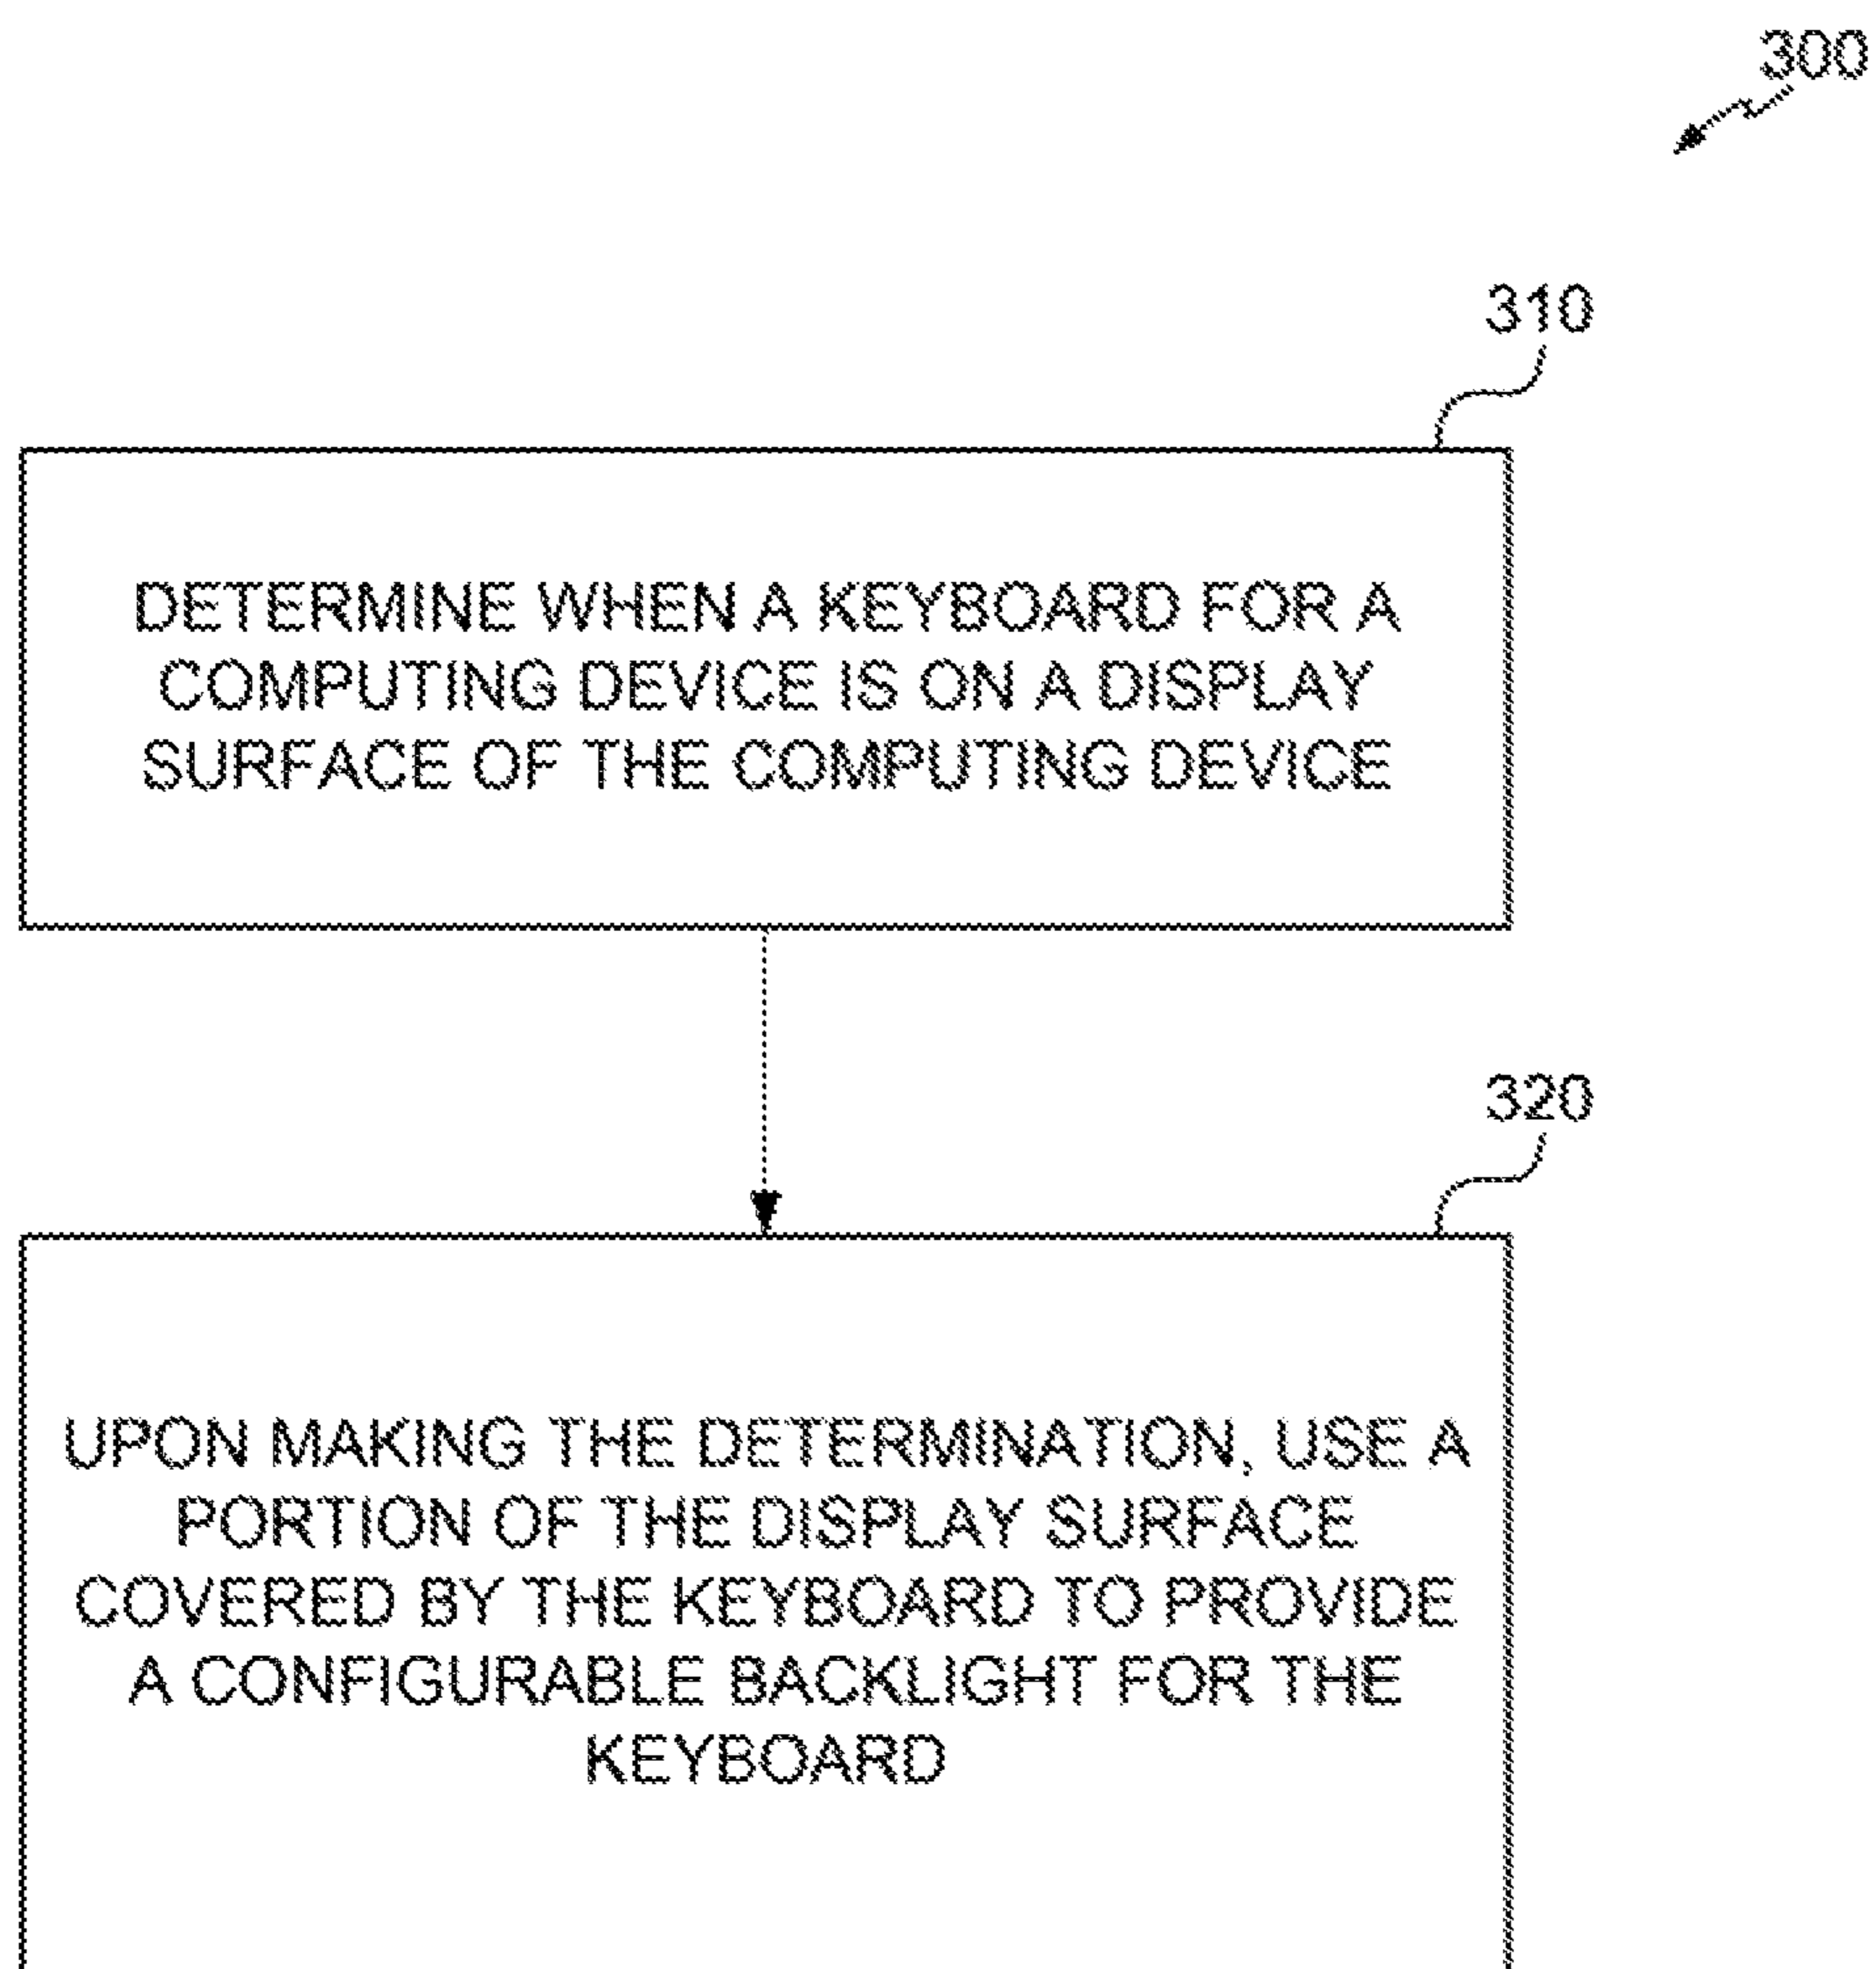 300
310
DETERMINE WHEN A KEYBOARD FOR A
COMPUTING DEVICE IS ON A DISPLAY
SURFACE OF THE COMPUTING DEVICE
320
UPON MAKING THE DETERMINATION, USE A
PORTION OF THE DISPLAY SURFACE
COVERED BY THE KEYBOARD TO PROVIDE
A CONFIGURABLE BACKLIGHT FOR THE
KEYBOARD